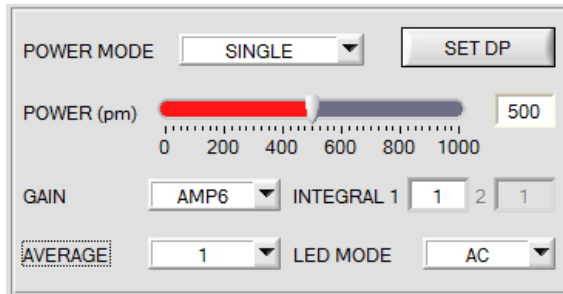 POWER MODE SINGLE SET DP
POWER (pm) 500
0 200 400 600 800 1000
GAIN AMP6 INTEGRAL 1 1 2 1
AVERAGE 1 LED MODE AC